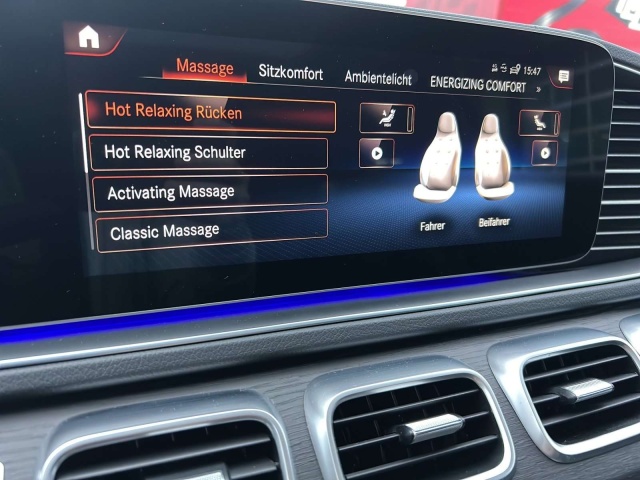 15:47
Massage
Sitzkomfort
Ambientelicht
ENERGIZING COMFORT »
Hot Relaxing Rücken
Hot Relaxing Schulter
Activating Massage
Classic Massage
Fahrer
Beifahrer